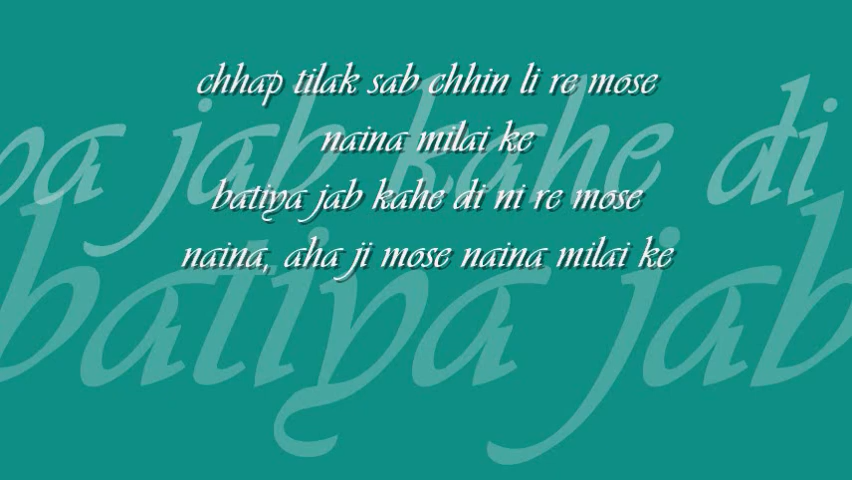 chhap tilak sab chhin li re mose
naina milai ke
batiya jab kahe di ni re mose
naina, aha ji mose naina milai ke
pa jab kahe di
batiya jab